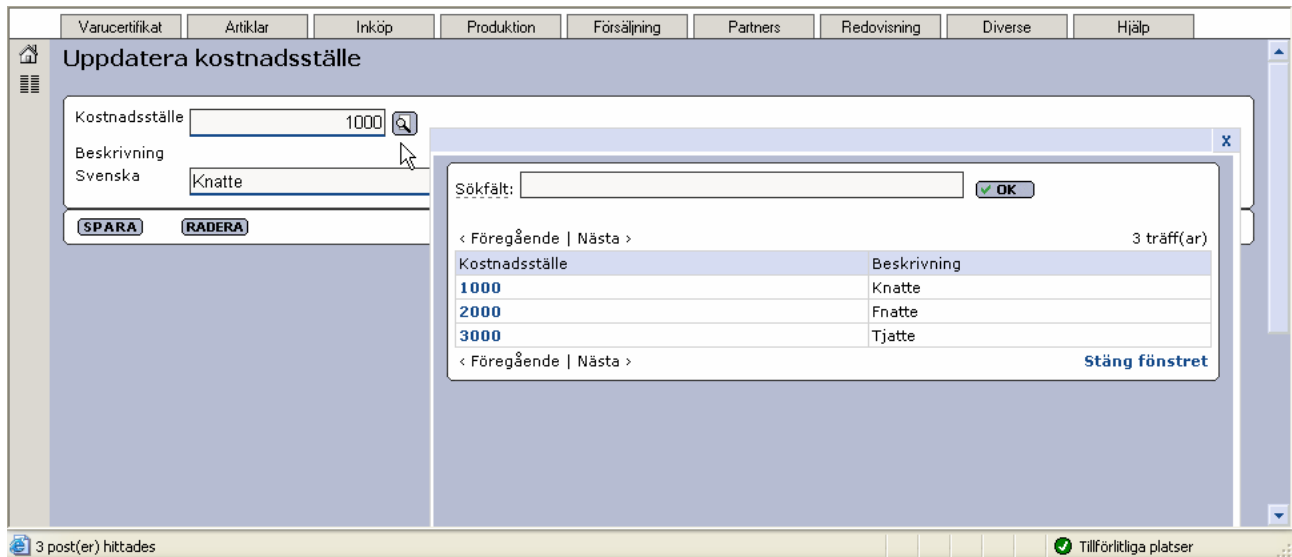 Varucertifikat Artiklar Inköp Produktion Försäljning Partners Redovisning Diverse Hjälp
Uppdatera kostnadsställe
Kostnadsställe 1000
Beskrivning
Svenska Knatte
SPARA RADERA
X
Sökfält: OK
‹ Föregående | Nästa › 3 träff(ar)
Kostnadsställe Beskrivning
1000 Knatte
2000 Fnatte
3000 Tjatte
‹ Föregående | Nästa › Stäng fönstret
3 post(er) hittades Tillförlitliga platser